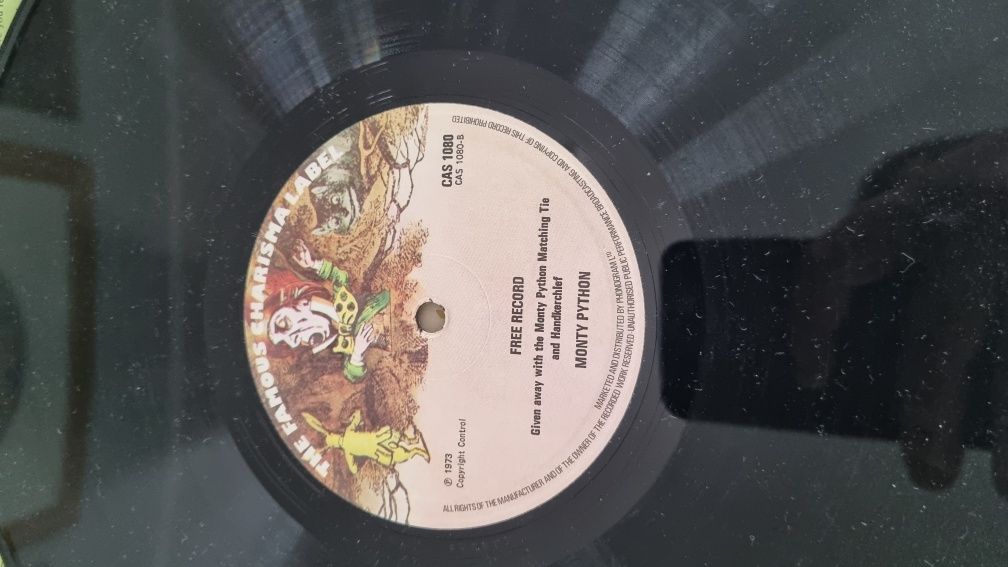 THE FAMOUS CHARISMA LABEL
CAS 1080
CAS 1080-B
℗ 1973
Copyright Control
FREE RECORD
Given away with the Monty Python Matching Tie
and Handkerchief
MONTY PYTHON
MARKETED AND DISTRIBUTED BY PHONOGRAM LTD.
ALL RIGHTS OF THE MANUFACTURER AND OF THE OWNER OF THE RECORDED WORK RESERVED-UNAUTHORISED PUBLIC PERFORMANCE BROADCASTING AND COPYING OF THIS RECORD PROHIBITED